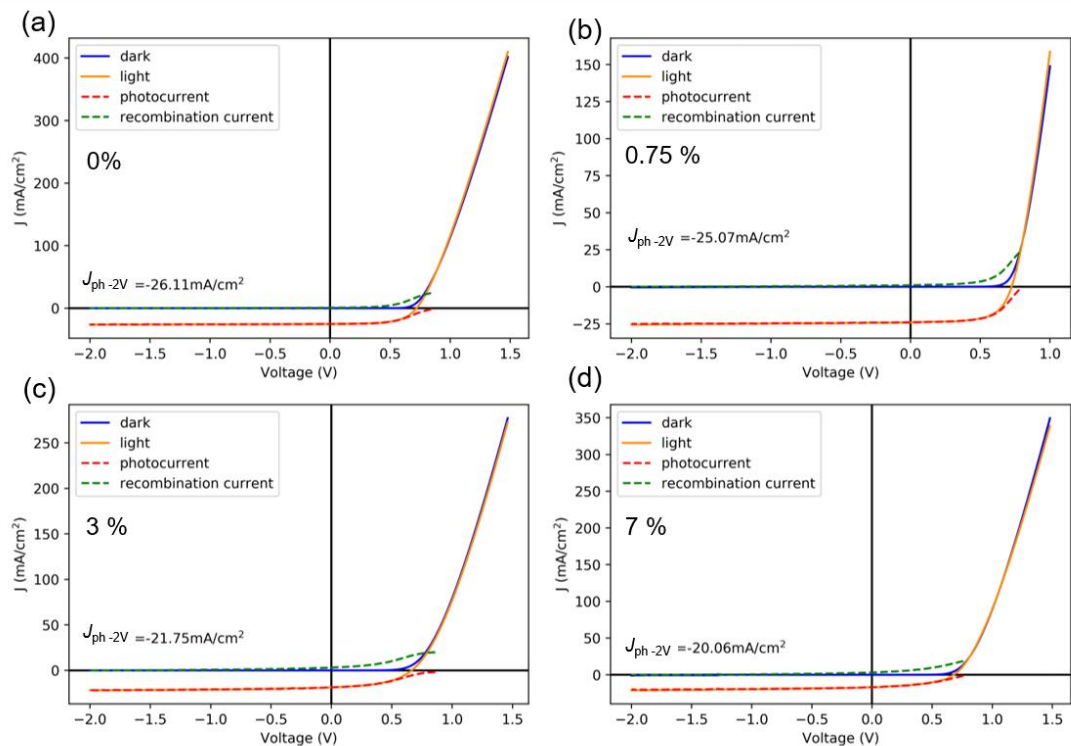 (a)
dark
light
photocurrent
recombination current
0%
Jph -2V =-26.11mA/cm²
J (mA/cm²)
400
300
200
100
0
−2.0 −1.5 −1.0 −0.5 0.0 0.5 1.0 1.5
Voltage (V)
(b)
dark
light
photocurrent
recombination current
0.75 %
Jph -2V =-25.07mA/cm²
J (mA/cm²)
150
125
100
75
50
25
0
−25
−2.0 −1.5 −1.0 −0.5 0.0 0.5 1.0
Voltage (V)
(c)
dark
light
photocurrent
recombination current
3 %
Jph -2V =-21.75mA/cm²
J (mA/cm²)
250
200
150
100
50
0
−2.0 −1.5 −1.0 −0.5 0.0 0.5 1.0 1.5
Voltage (V)
(d)
dark
light
photocurrent
recombination current
7 %
Jph -2V =-20.06mA/cm²
J (mA/cm²)
350
300
250
200
150
100
50
0
−50
−2.0 −1.5 −1.0 −0.5 0.0 0.5 1.0 1.5
Voltage (V)